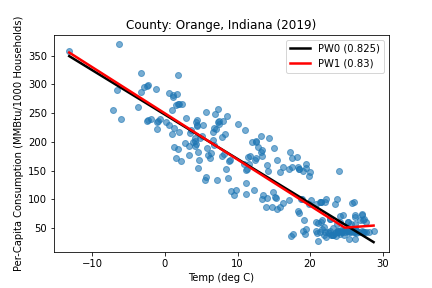 County: Orange, Indiana (2019)
Per-Capita Consumption (MMBtu/1000 Households)
350
300
250
200
150
100
50
PW0 (0.825)
PW1 (0.83)
−10
0
10
20
30
Temp (deg C)